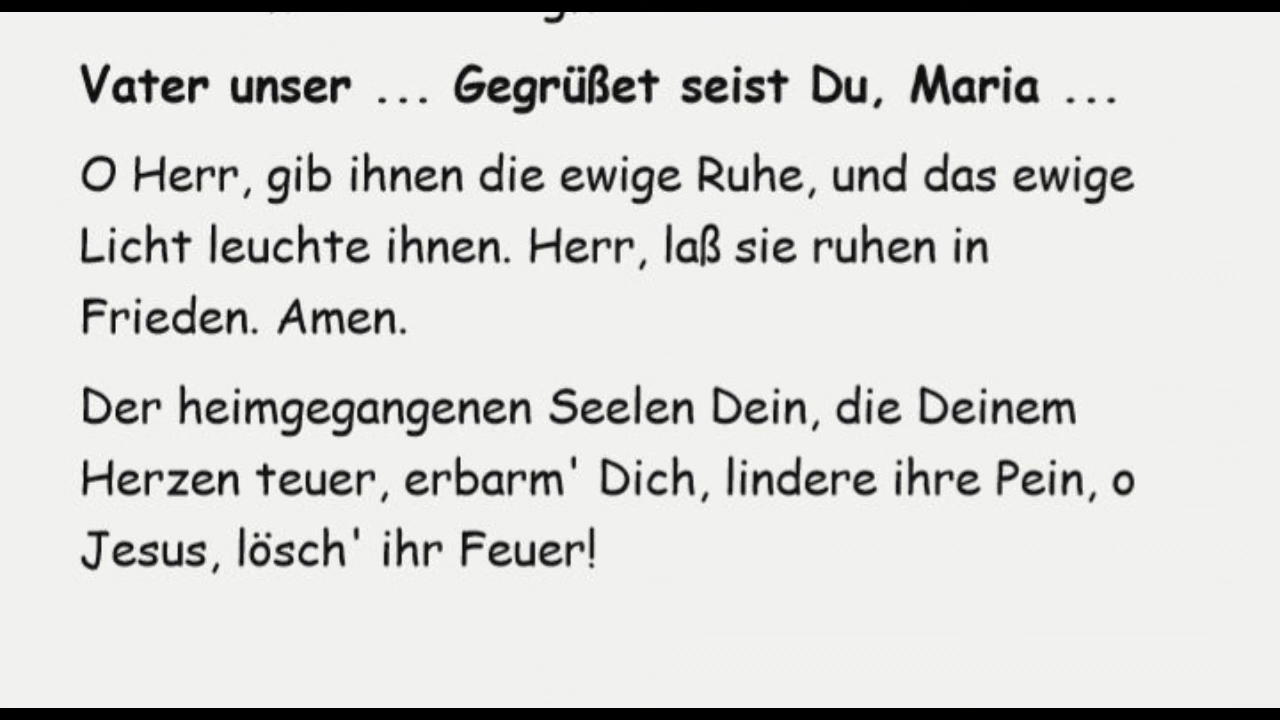 Vater unser ... Gegrüßet seist Du, Maria ...
O Herr, gib ihnen die ewige Ruhe, und das ewige
Licht leuchte ihnen. Herr, laß sie ruhen in
Frieden. Amen.
Der heimgegangenen Seelen Dein, die Deinem
Herzen teuer, erbarm' Dich, lindere ihre Pein, o
Jesus, lösch' ihr Feuer!